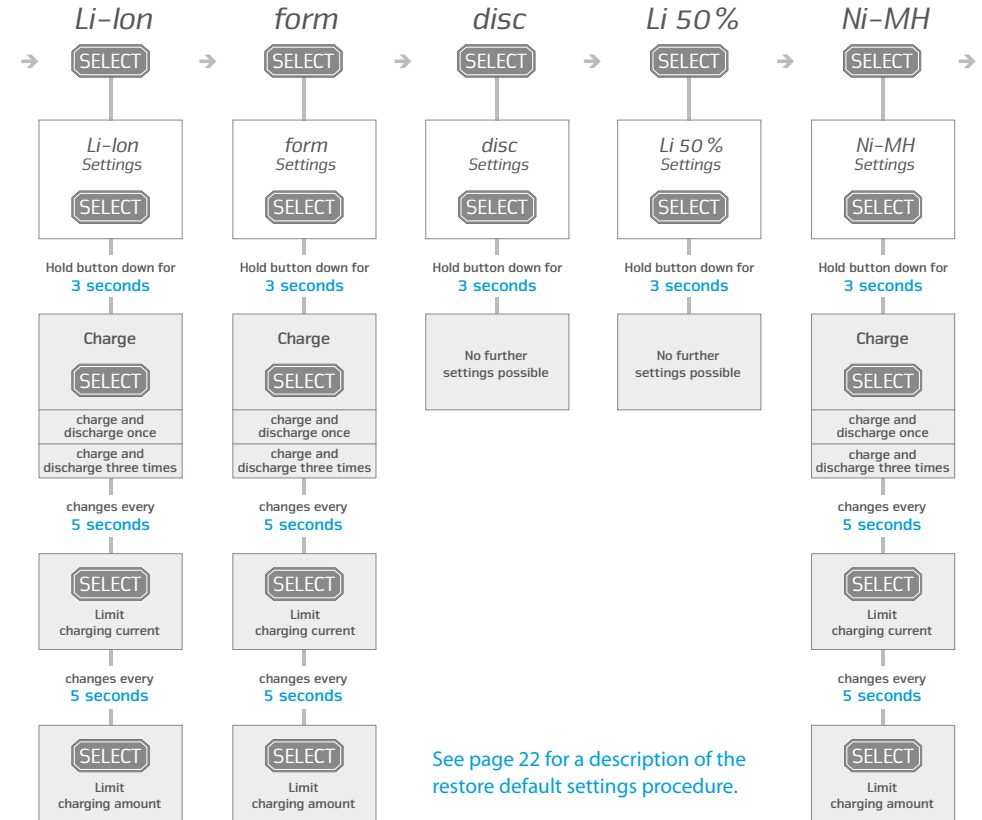 Li-Ion
SELECT
Li-Ion
Settings
SELECT
Hold button down for
3 seconds
Charge
SELECT
charge and
discharge once
charge and
discharge three times
changes every
5 seconds
SELECT
Limit
charging current
changes every
5 seconds
SELECT
Limit
charging amount
form
SELECT
form
Settings
SELECT
Hold button down for
3 seconds
Charge
SELECT
charge and
discharge once
charge and
discharge three times
changes every
5 seconds
SELECT
Limit
charging current
changes every
5 seconds
SELECT
Limit
charging amount
disc
SELECT
disc
Settings
SELECT
Hold button down for
3 seconds
No further
settings possible
Li 50%
SELECT
Li 50 %
Settings
SELECT
Hold button down for
3 seconds
No further
settings possible
See page 22 for a description of the
restore default settings procedure.
Ni-MH
SELECT
Ni-MH
Settings
SELECT
Hold button down for
3 seconds
Charge
SELECT
charge and
discharge once
charge and
discharge three times
changes every
5 seconds
SELECT
Limit
charging current
changes every
5 seconds
SELECT
Limit
charging amount